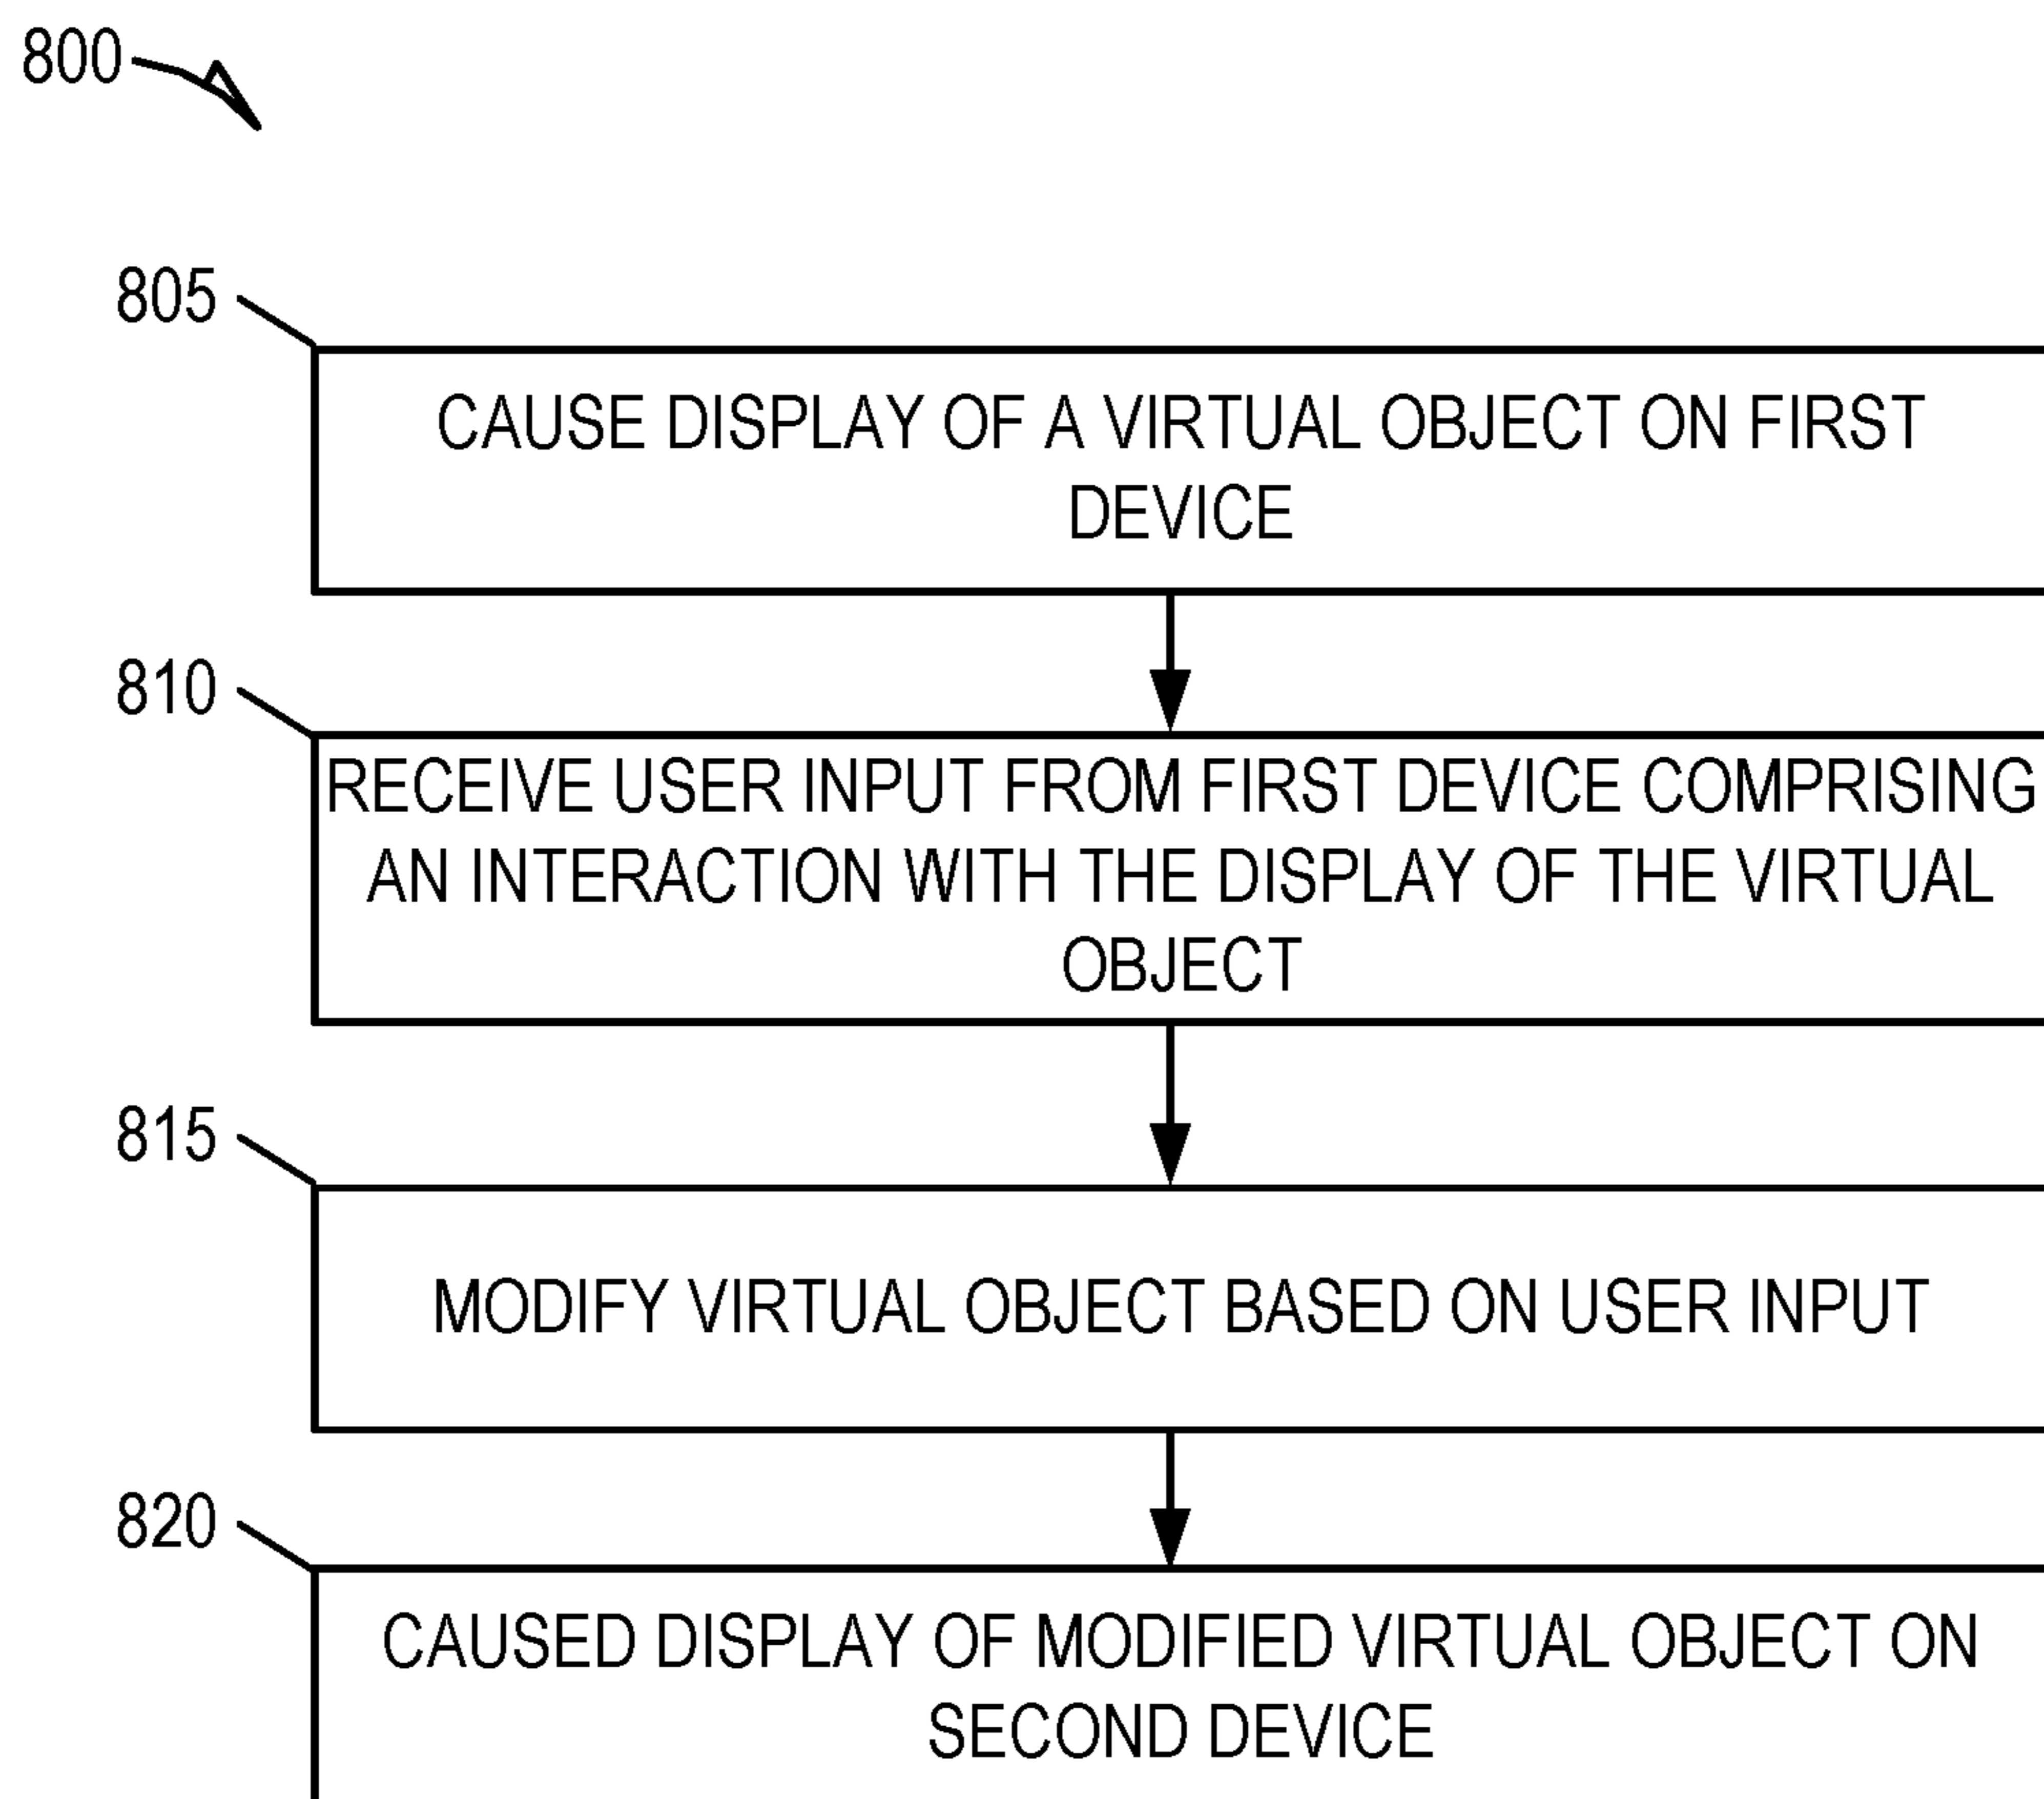 800
805
CAUSE DISPLAY OF A VIRTUAL OBJECT ON FIRST
DEVICE
810
RECEIVE USER INPUT FROM FIRST DEVICE COMPRISING
AN INTERACTION WITH THE DISPLAY OF THE VIRTUAL
OBJECT
815
MODIFY VIRTUAL OBJECT BASED ON USER INPUT
820
CAUSED DISPLAY OF MODIFIED VIRTUAL OBJECT ON
SECOND DEVICE